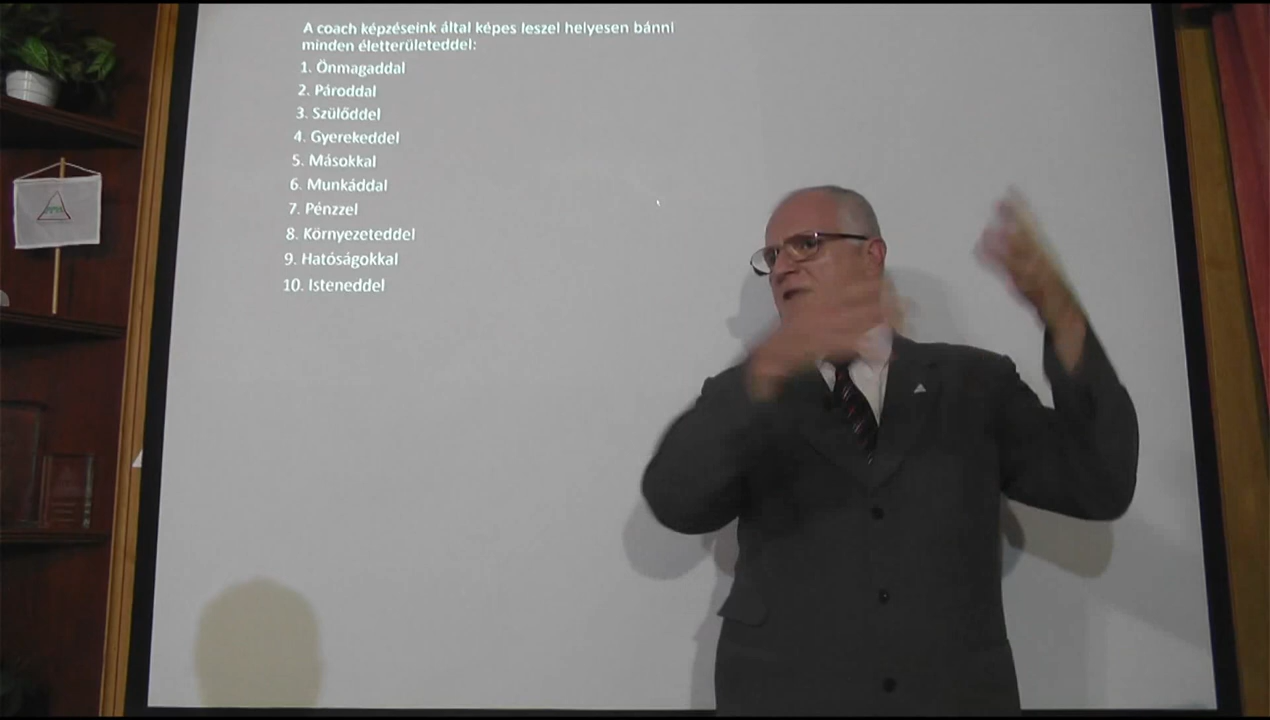 A coach képzéseink által képes leszel helyesen bánni
minden életterületeddel:
1. Önmagaddal
2. Pároddal
3. Szülőddel
4. Gyerekeddel
5. Másokkal
6. Munkáddal
7. Pénzzel
8. Környezeteddel
9. Hatóságokkal
10. Isteneddel